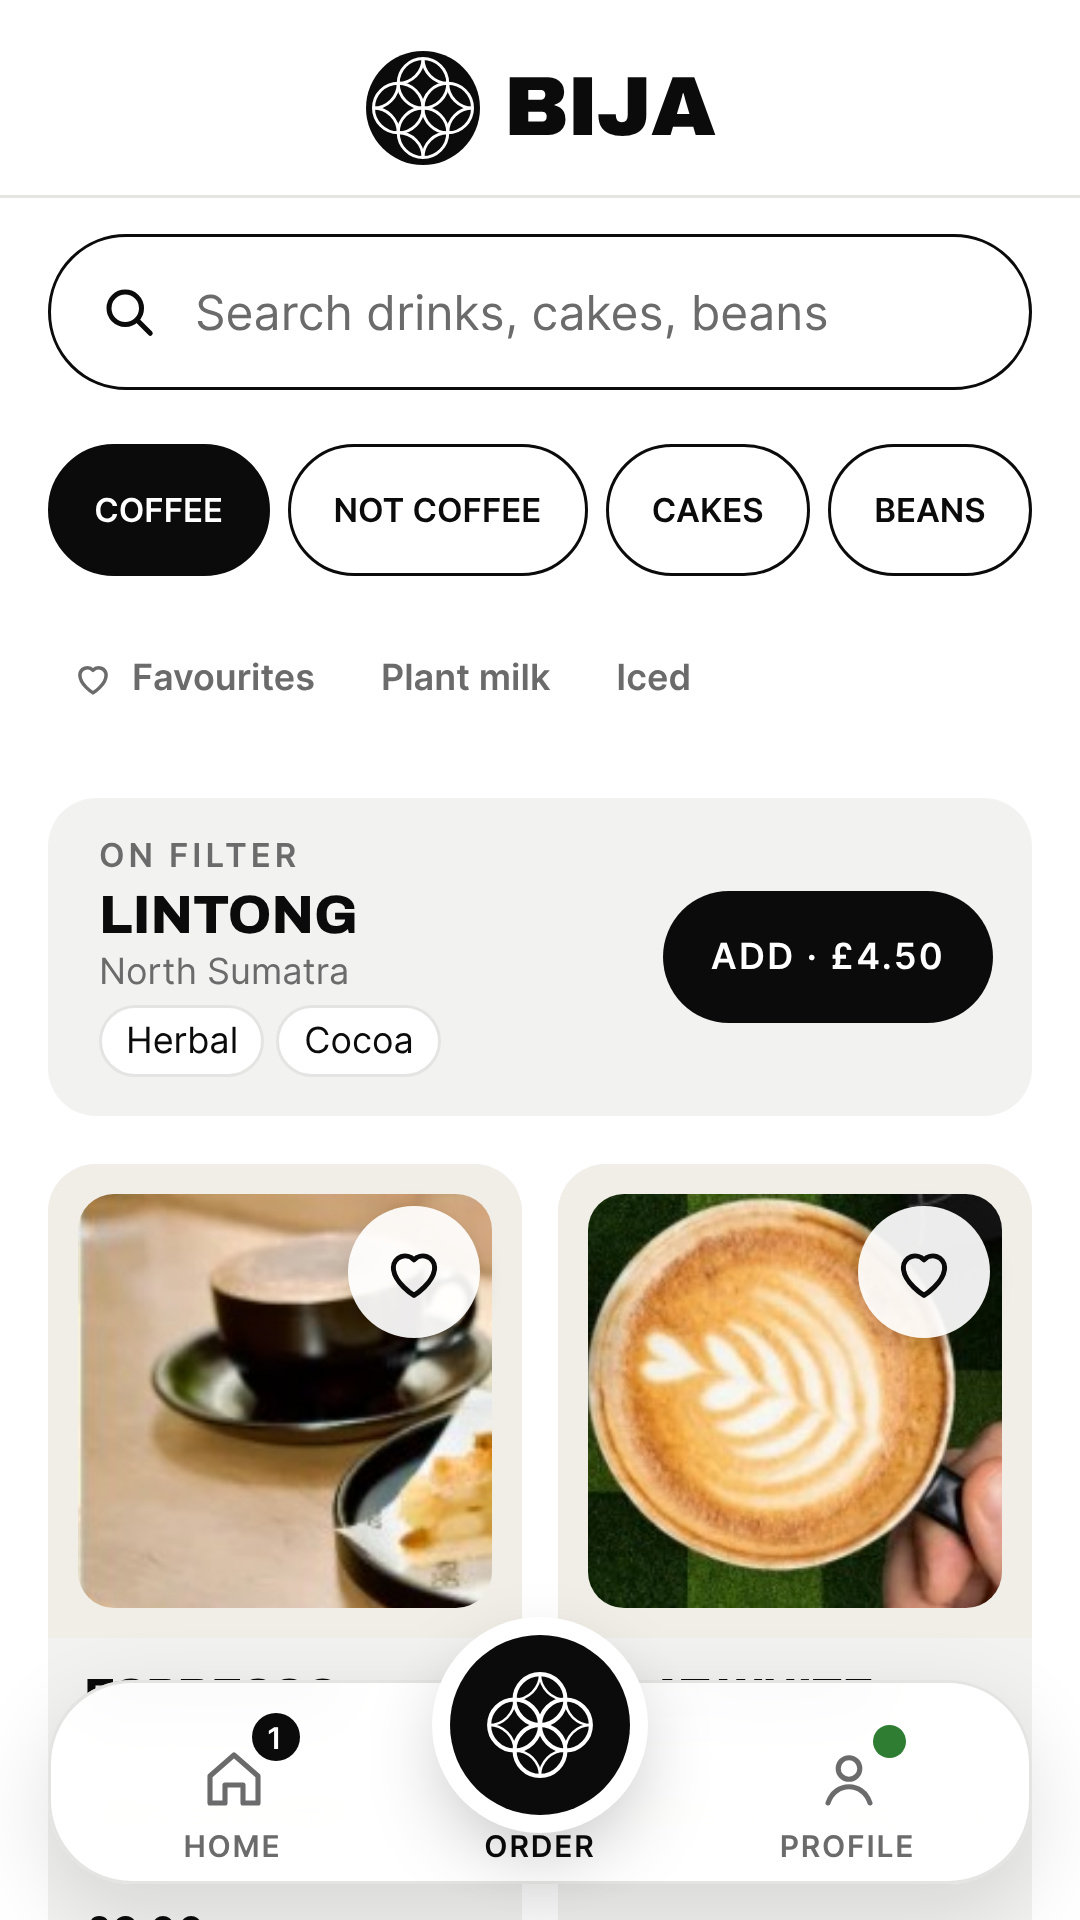 BIJA
Search drinks, cakes, beans
COFFEE
NOT COFFEE
CAKES
BEANS
Favourites
Plant milk
Iced
ON FILTER
LINTONG
North Sumatra
Herbal
Cocoa
ADD · £4.50
1
HOME
ORDER
PROFILE